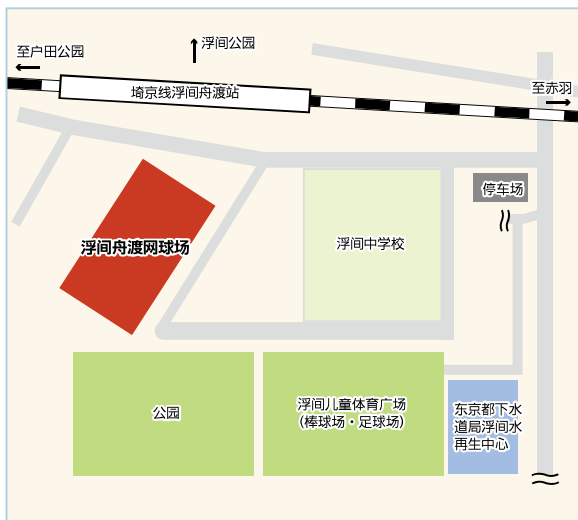 浮间公园
至户田公园
埼京线浮间舟渡站
至赤羽
停车场
浮间舟渡网球场
浮间中学校
公园
浮间儿童体育广场
(棒球场・足球场)
东京都下水
道局浮间水
再生中心